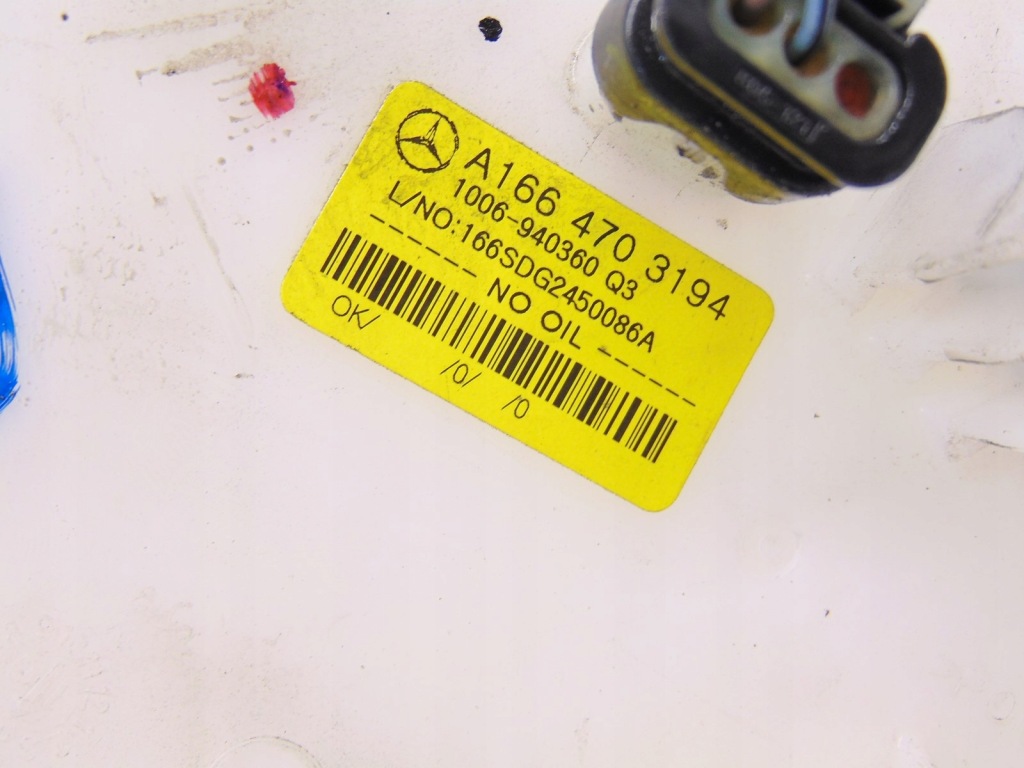 A166 470 3194
1006-940360 Q3
L/NO:166SDG2450086A
----- NO OIL -----
OK/ /0/ /0